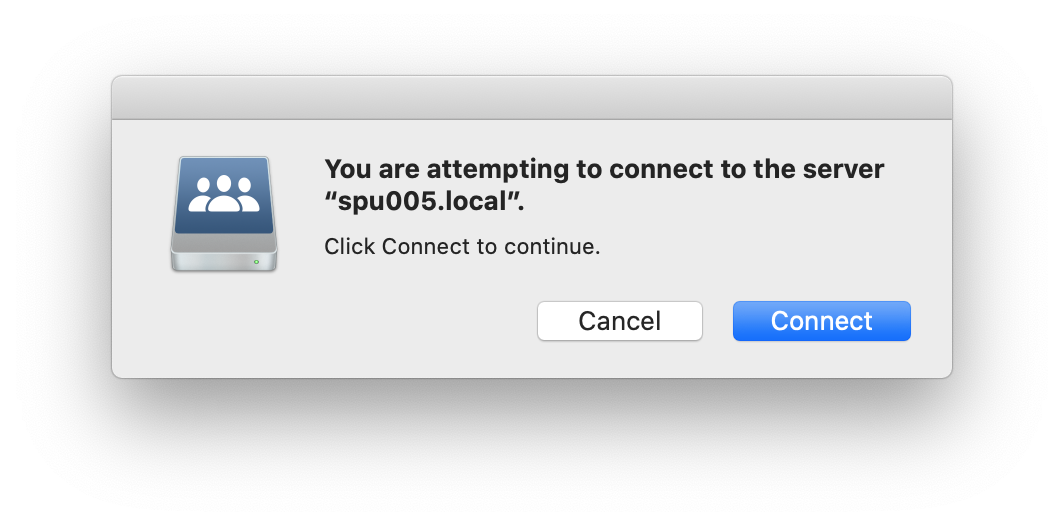 You are attempting to connect to the server
“spu005.local”.
Click Connect to continue.
Cancel
Connect